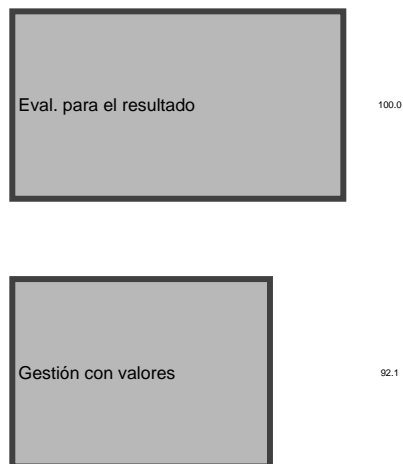 Eval. para el resultado
100.0
Gestión con valores
92.1